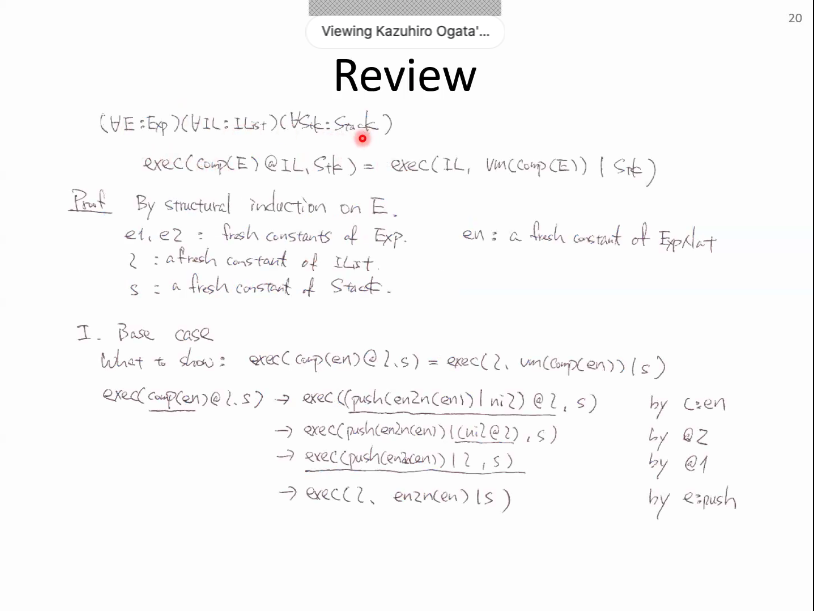 20
Viewing Kazuhiro Ogata'...
Review
(∀E:Exp)(∀IL:IList)(∀Stk:Stack)
exec(comp(E)@IL, Stk) = exec(IL, vm(comp(E)) | Stk)
Proof By structural induction on E.
e1, e2 : fresh constants of Exp. en : a fresh constant of ExpNat
l : a fresh constant of IList.
s : a fresh constant of Stack.
I. Base case
What to show: exec(comp(en)@l, s) = exec(l, vm(comp(en)) | s)
exec(comp(en)@l, s) → exec((push(en2n(en)) | nil)@l, s) by c:en
→ exec(push(en2n(en)) | (nil@l), s) by @2
→ exec(push(en2n(en)) | l, s) by @1
→ exec(l, en2n(en) | s) by e:push